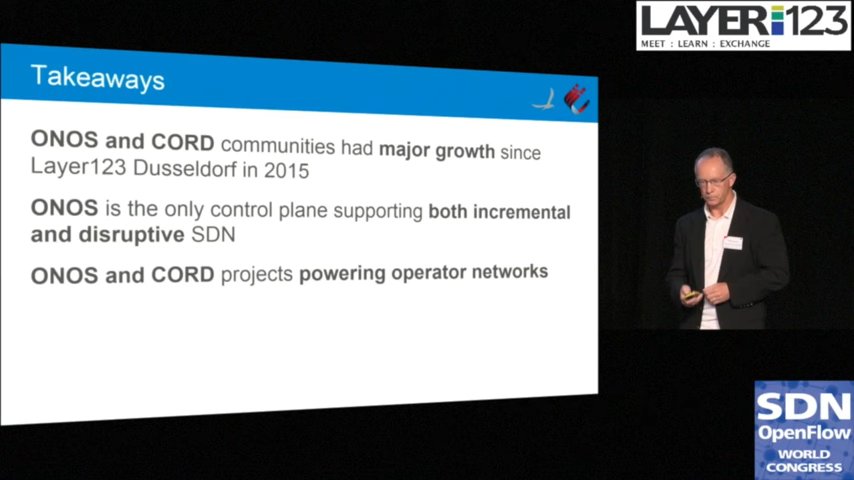 LAYER123
MEET : LEARN : EXCHANGE
Takeaways
ONOS and CORD communities had major growth since
Layer123 Dusseldorf in 2015
ONOS is the only control plane supporting both incremental
and disruptive SDN
ONOS and CORD projects powering operator networks
SDN
OpenFlow
WORLD
CONGRESS